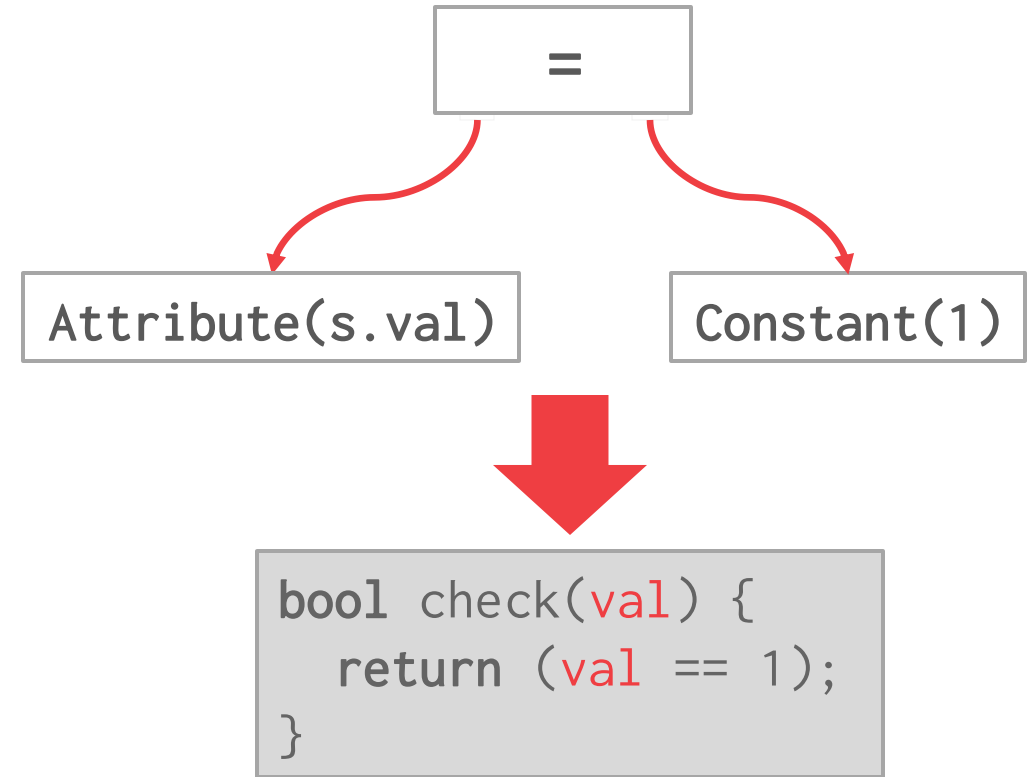 =
Attribute(s.val)
Constant(1)
bool check(val) {
  return (val == 1);
}